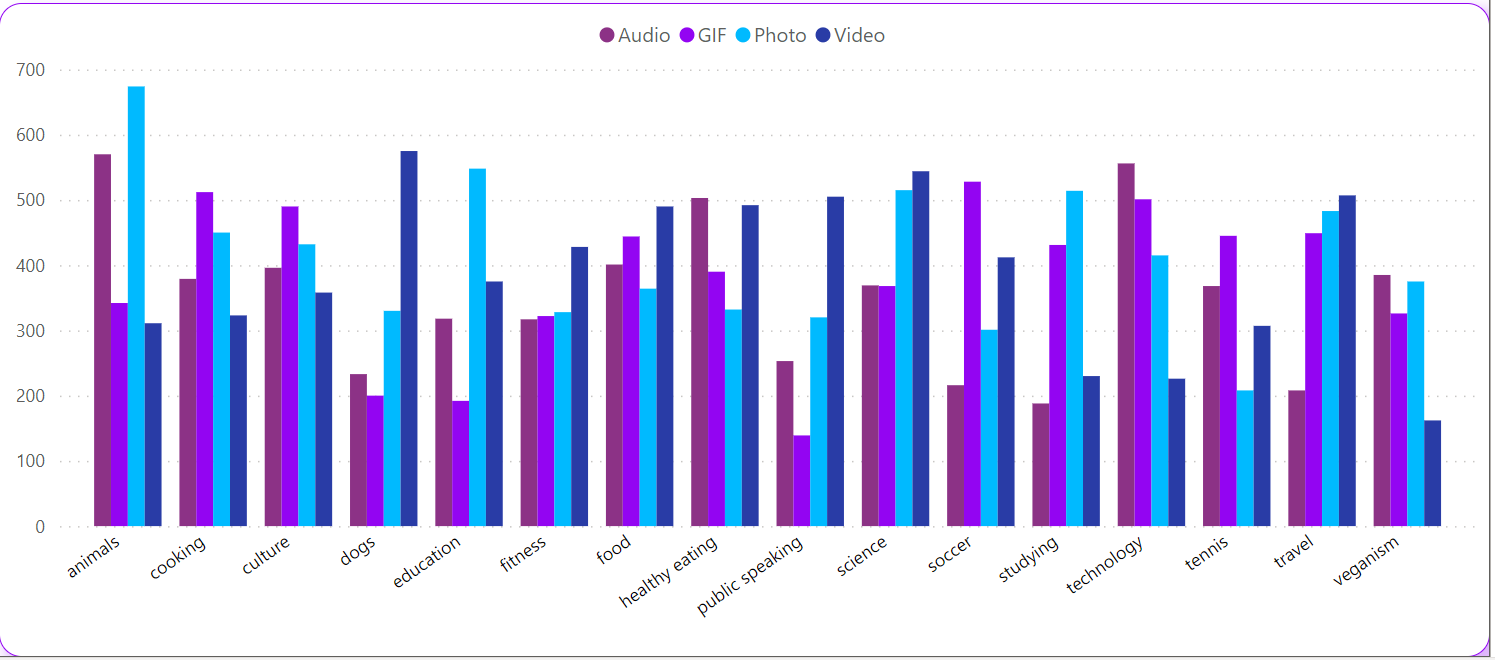 Audio GIF Photo Video
700
600
500
400
300
200
100
0
animals
cooking
culture
dogs
education
fitness
food
healthy eating
public speaking
science
soccer
studying
technology
tennis
travel
veganism